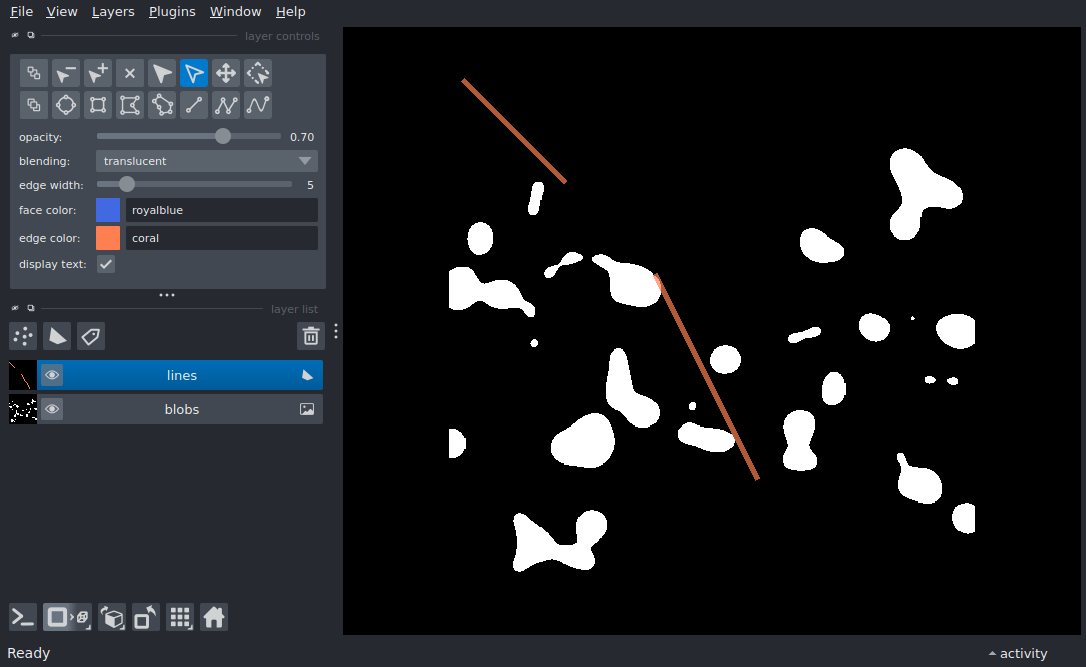 File View Layers Plugins Window Help
layer controls
opacity: 0.70
blending: translucent
edge width: 5
face color: royalblue
edge color: coral
display text:
layer list
lines
blobs
Ready
activity